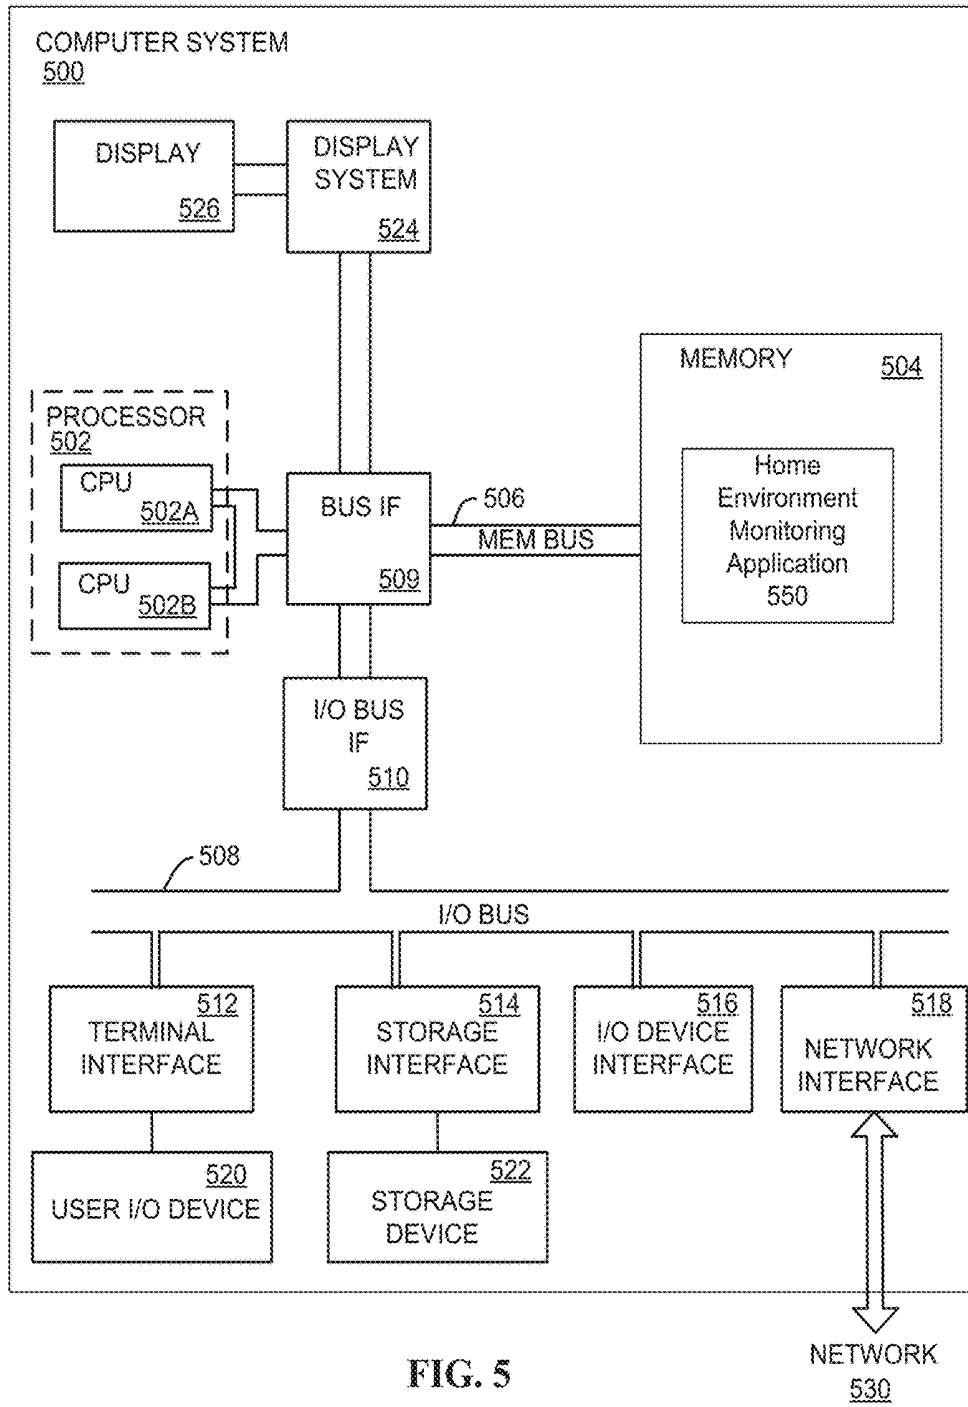 COMPUTER SYSTEM
500
DISPLAY
526
DISPLAY
SYSTEM
524
MEMORY
504
PROCESSOR
502
CPU
502A
CPU
502B
BUS IF
509
506
MEM BUS
Home
Environment
Monitoring
Application
550
I/O BUS
IF
510
508
I/O BUS
512
TERMINAL
INTERFACE
514
STORAGE
INTERFACE
516
I/O DEVICE
INTERFACE
518
NETWORK
INTERFACE
520
USER I/O DEVICE
522
STORAGE
DEVICE
NETWORK
530
FIG. 5